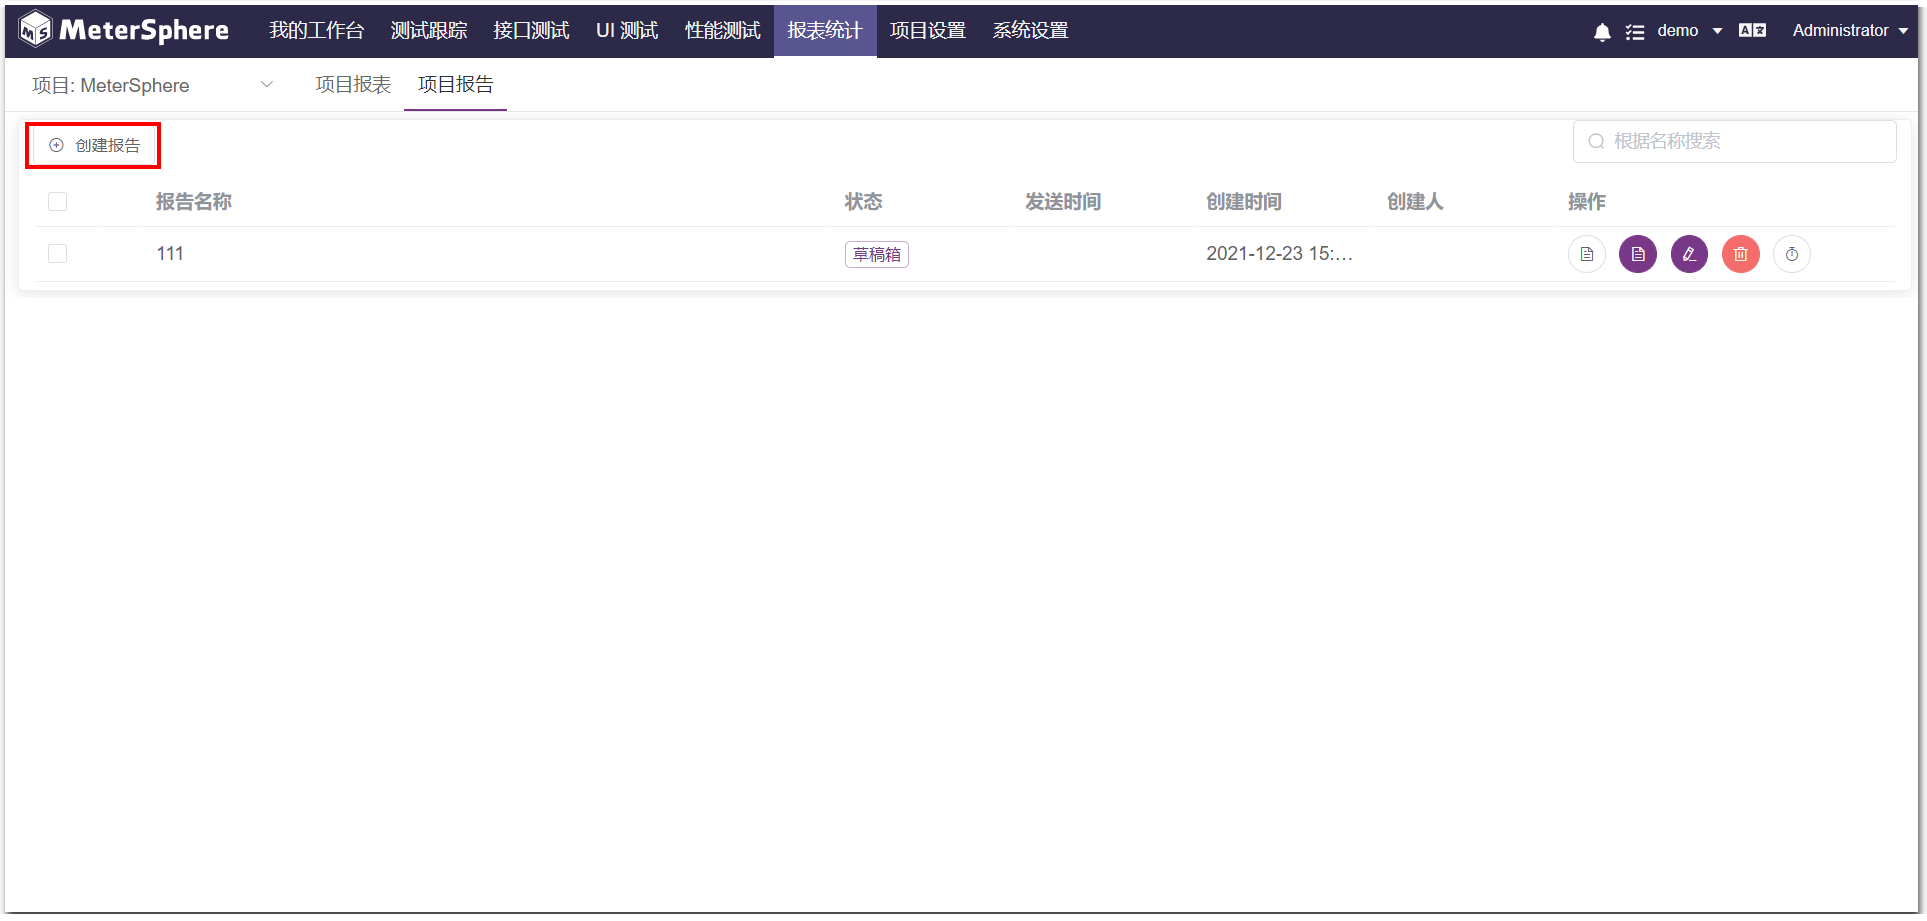 MeterSphere 我的工作台 测试跟踪 接口测试 UI 测试 性能测试 报表统计 项目设置 系统设置 demo Administrator
项目: MeterSphere 项目报表 项目报告
创建报告 根据名称搜索
报告名称 状态 发送时间 创建时间 创建人 操作
111 草稿箱 2021-12-23 15:...